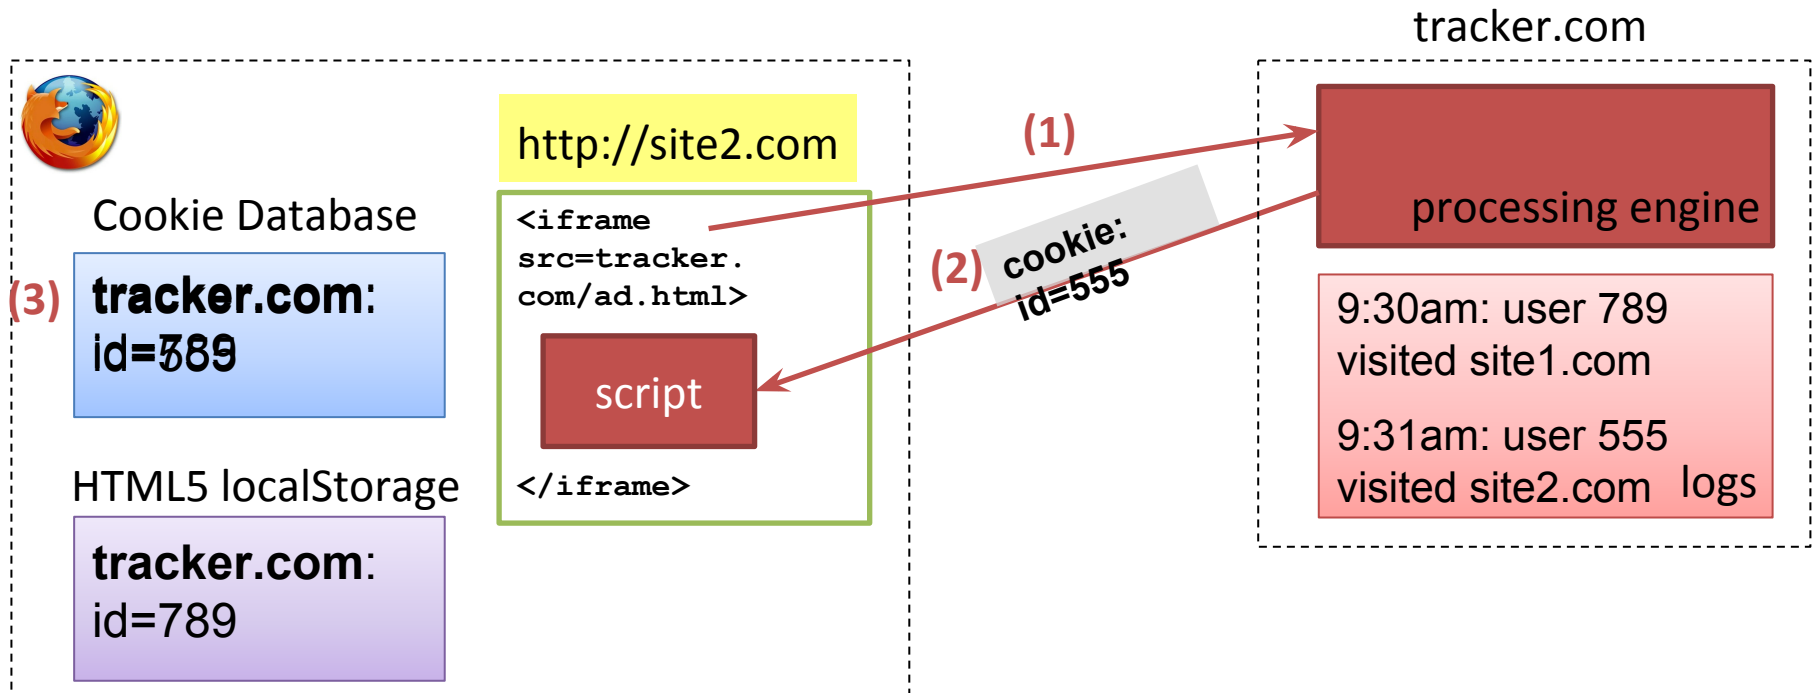 tracker.com
http://site2.com
(1)
processing engine
Cookie Database
<iframe
src=tracker.
com/ad.html>
(2)
cookie:
id=555
(3)
tracker.com:
script
9:30am: user 789
visited site1.com
9:31am: user 555
visited site2.com
logs
HTML5 localStorage
</iframe>
tracker.com:
id=789